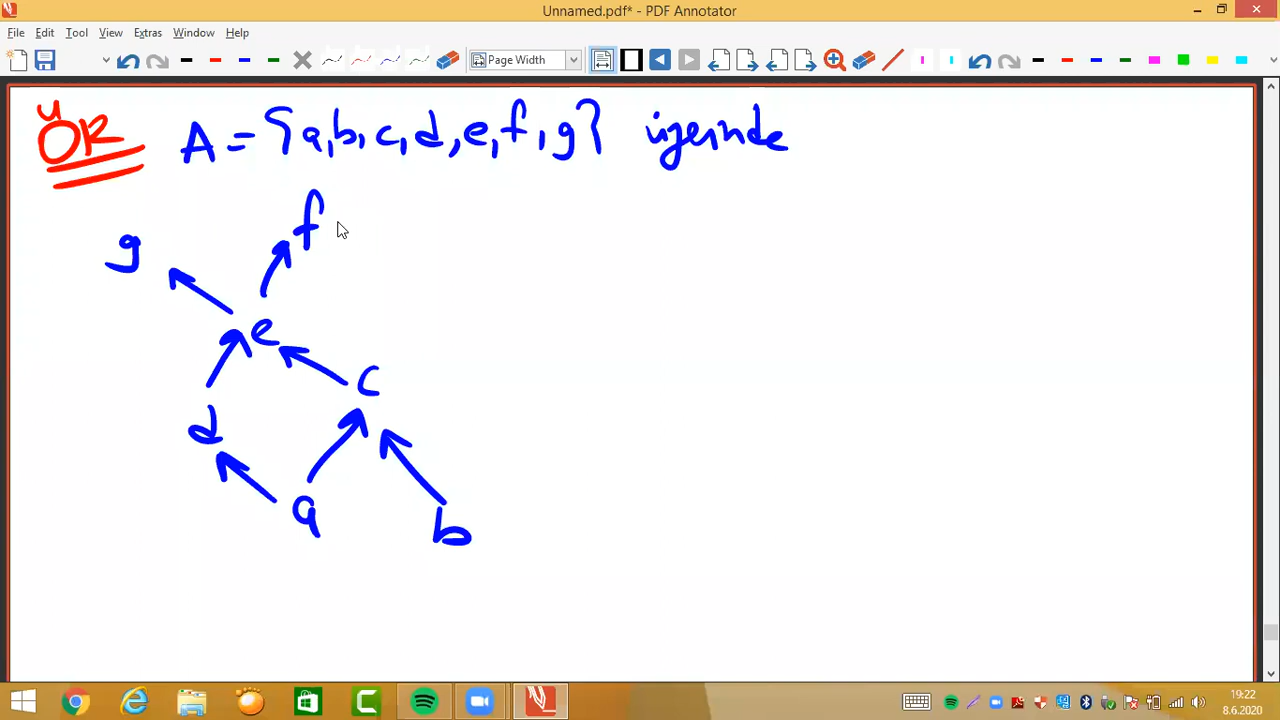 Unnamed.pdf* - PDF Annotator
File Edit Tool View Extras Window Help
Page Width
ÖR A = {a,b,c,d,e,f,g} üzerinde
f
g
e
c
d
a
b
19:22
8.6.2020